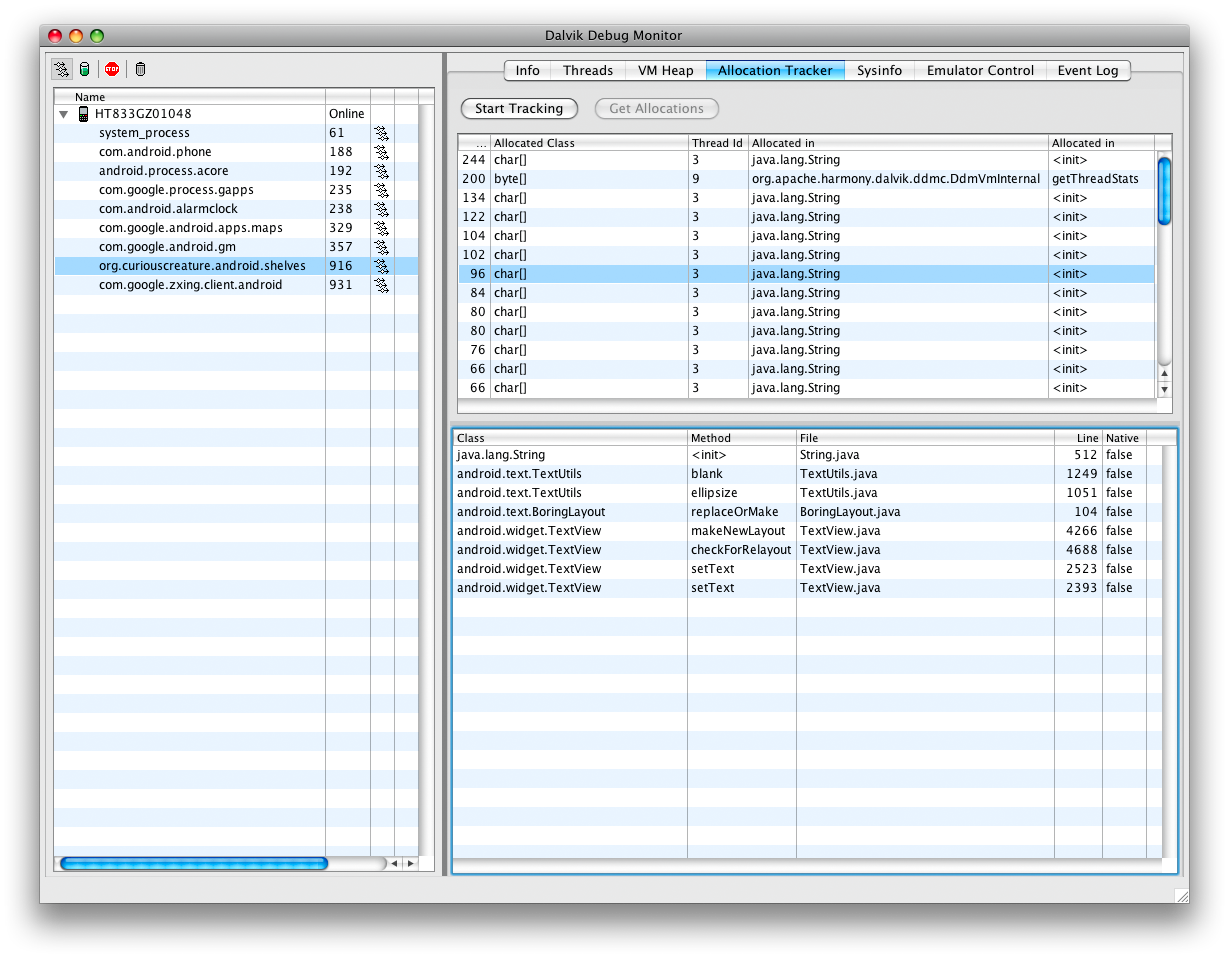 Dalvik Debug Monitor
STOP
Name
HT833GZ01048 Online
system_process 61
com.android.phone 188
android.process.acore 192
com.google.process.gapps 235
com.android.alarmclock 238
com.google.android.apps.maps 329
com.google.android.gm 357
org.curiouscreature.android.shelves 916
com.google.zxing.client.android 931
Info Threads VM Heap Allocation Tracker Sysinfo Emulator Control Event Log
Start Tracking Get Allocations
... Allocated Class Thread Id Allocated in Allocated in
244 char[] 3 java.lang.String <init>
200 byte[] 9 org.apache.harmony.dalvik.ddmc.DdmVmInternal getThreadStats
134 char[] 3 java.lang.String <init>
122 char[] 3 java.lang.String <init>
104 char[] 3 java.lang.String <init>
102 char[] 3 java.lang.String <init>
96 char[] 3 java.lang.String <init>
84 char[] 3 java.lang.String <init>
80 char[] 3 java.lang.String <init>
80 char[] 3 java.lang.String <init>
76 char[] 3 java.lang.String <init>
66 char[] 3 java.lang.String <init>
66 char[] 3 java.lang.String <init>
Class Method File Line Native
java.lang.String <init> String.java 512 false
android.text.TextUtils blank TextUtils.java 1249 false
android.text.TextUtils ellipsize TextUtils.java 1051 false
android.text.BoringLayout replaceOrMake BoringLayout.java 104 false
android.widget.TextView makeNewLayout TextView.java 4266 false
android.widget.TextView checkForRelayout TextView.java 4688 false
android.widget.TextView setText TextView.java 2523 false
android.widget.TextView setText TextView.java 2393 false